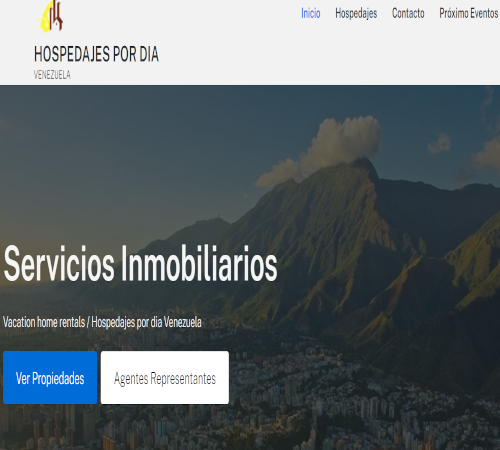 Inicio Hospedajes Contacto Próximo Eventos
HOSPEDAJES POR DIA
VENEZUELA
Servicios Inmobiliarios
Vacation home rentals / Hospedajes por dia Venezuela
Ver Propiedades Agentes Representantes